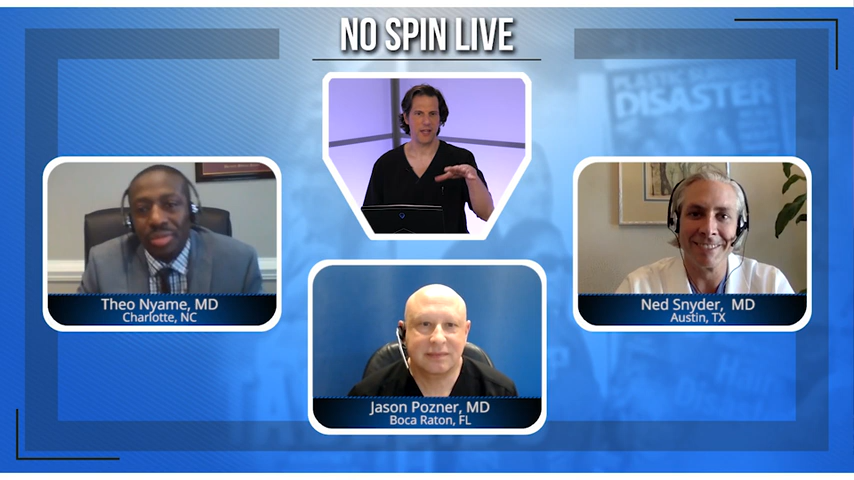 NO SPIN LIVE
DISASTER
Theo Nyame, MD
Charlotte, NC
Ned Snyder, MD
Austin, TX
Jason Pozner, MD
Boca Raton, FL